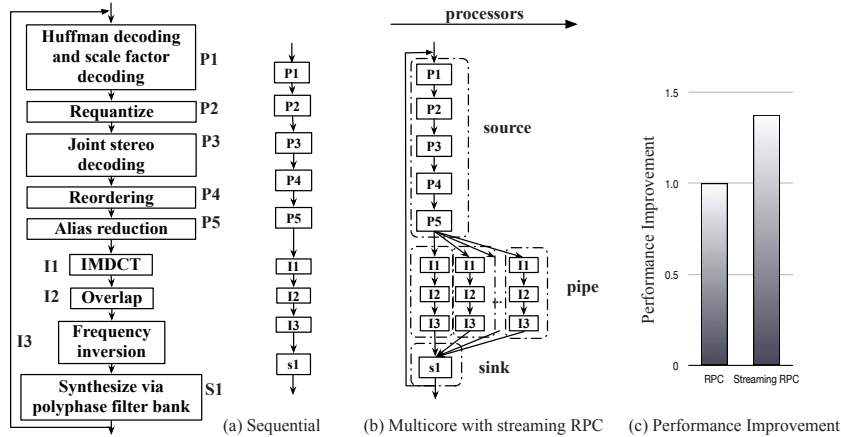 Huffman decoding
and scale factor
decoding
P1
Requantize
P2
Joint stereo
decoding
P3
Reordering
P4
Alias reduction
P5
I1
IMDCT
I2
Overlap
I3
Frequency
inversion
Synthesize via
polyphase filter bank
S1
P1
P2
P3
P4
P5
I1
I2
I3
s1
(a) Sequential
processors
P1
P2
P3
P4
P5
source
I1 I1 I1
I2 I2 ... I2
I3 I3 I3
pipe
s1
sink
(b) Multicore with streaming RPC
Performance Improvement
1.5
1.0
0.5
0
RPC Streaming RPC
(c) Performance Improvement